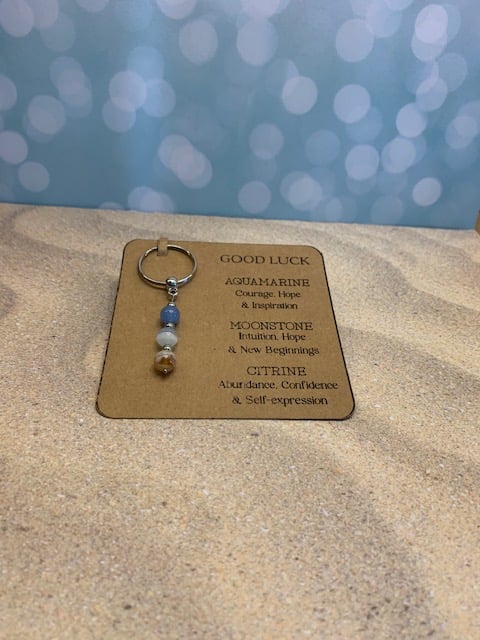 GOOD LUCK
AQUAMARINE
Courage, Hope
& Inspiration
MOONSTONE
Intuition, Hope
& New Beginnings
CITRINE
Abundance, Confidence
& Self-expression